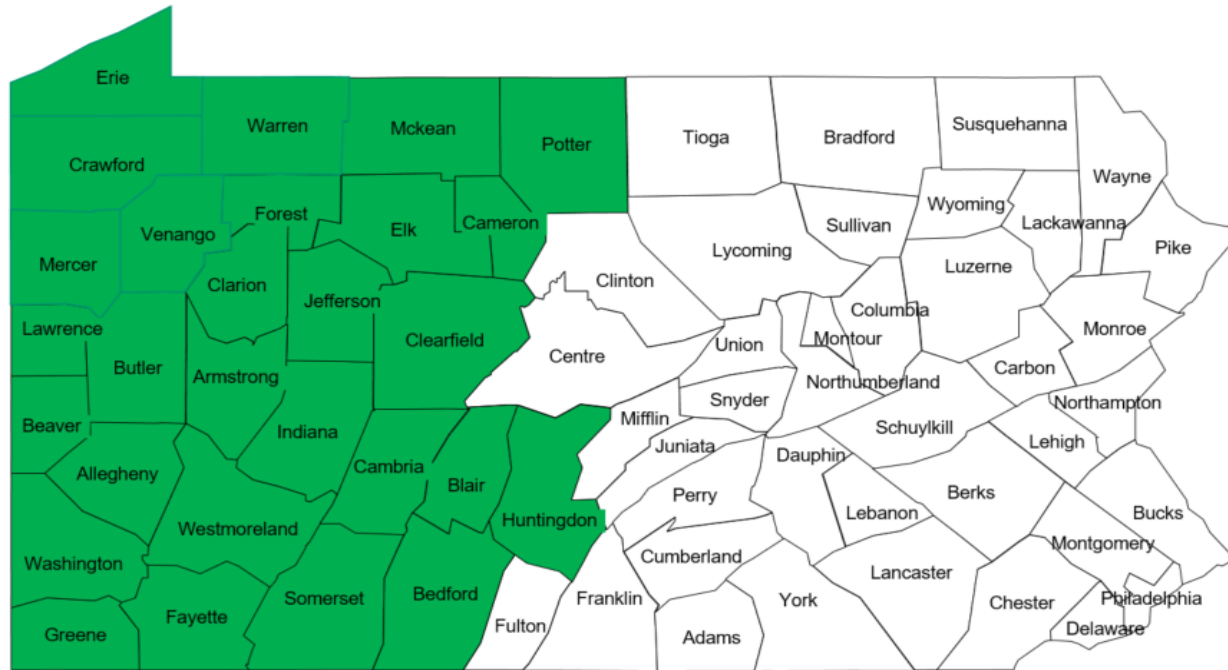 Erie
Warren
Mckean
Potter
Tioga
Bradford
Susquehanna
Wayne
Crawford
Venango
Forest
Elk
Cameron
Mercer
Clarion
Jefferson
Clinton
Lycoming
Sullivan
Wyoming
Lackawanna
Pike
Luzerne
Columbia
Montour
Monroe
Lawrence
Butler
Armstrong
Clearfield
Centre
Union
Northumberland
Carbon
Snyder
Northampton
Beaver
Indiana
Mifflin
Schuylkill
Lehigh
Allegheny
Cambria
Blair
Juniata
Dauphin
Perry
Berks
Bucks
Westmoreland
Huntingdon
Lebanon
Washington
Cumberland
Montgomery
Lancaster
Fayette
Somerset
Bedford
Franklin
York
Chester
Philadelphia
Greene
Fulton
Adams
Delaware